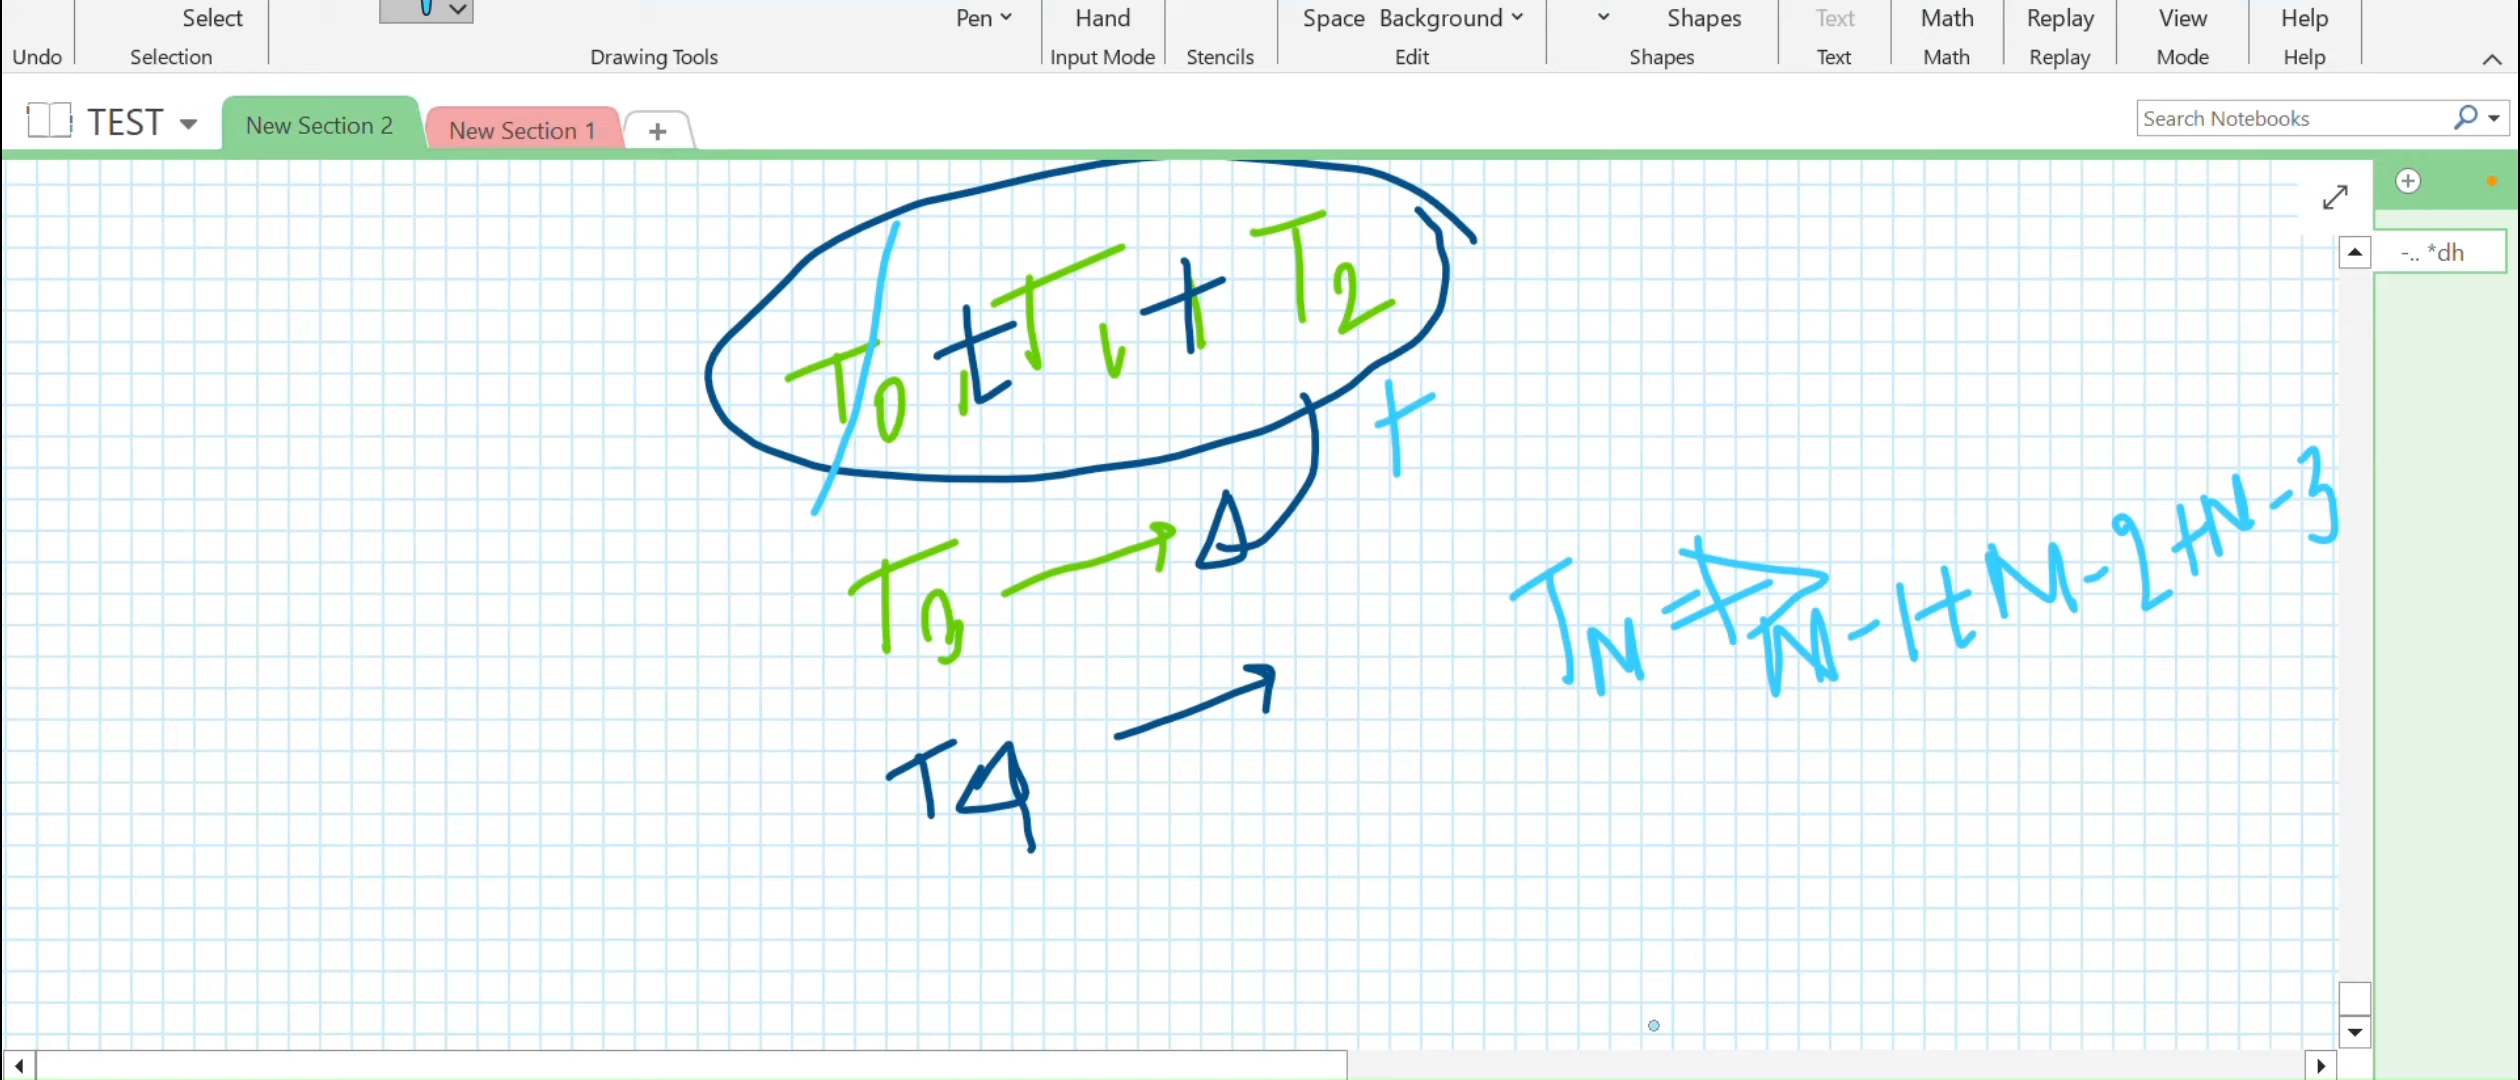 Select Pen Hand Space Background Shapes Text Math Replay View Help
Undo Selection Drawing Tools Input Mode Stencils Edit Shapes Text Math Replay Mode Help
TEST New Section 2 New Section 1 + Search Notebooks
-.. *dh
T0 + T1 + T2
+
T3
TN = TN-1+N-2+N-3
T4